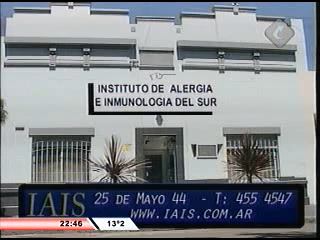 INSTITUTO DE ALERGIA
E INMUNOLOGIA DEL SUR
IAIS
25 DE MAYO 44 - T: 455 4547
WWW.IAIS.COM.AR
22:46 13°2